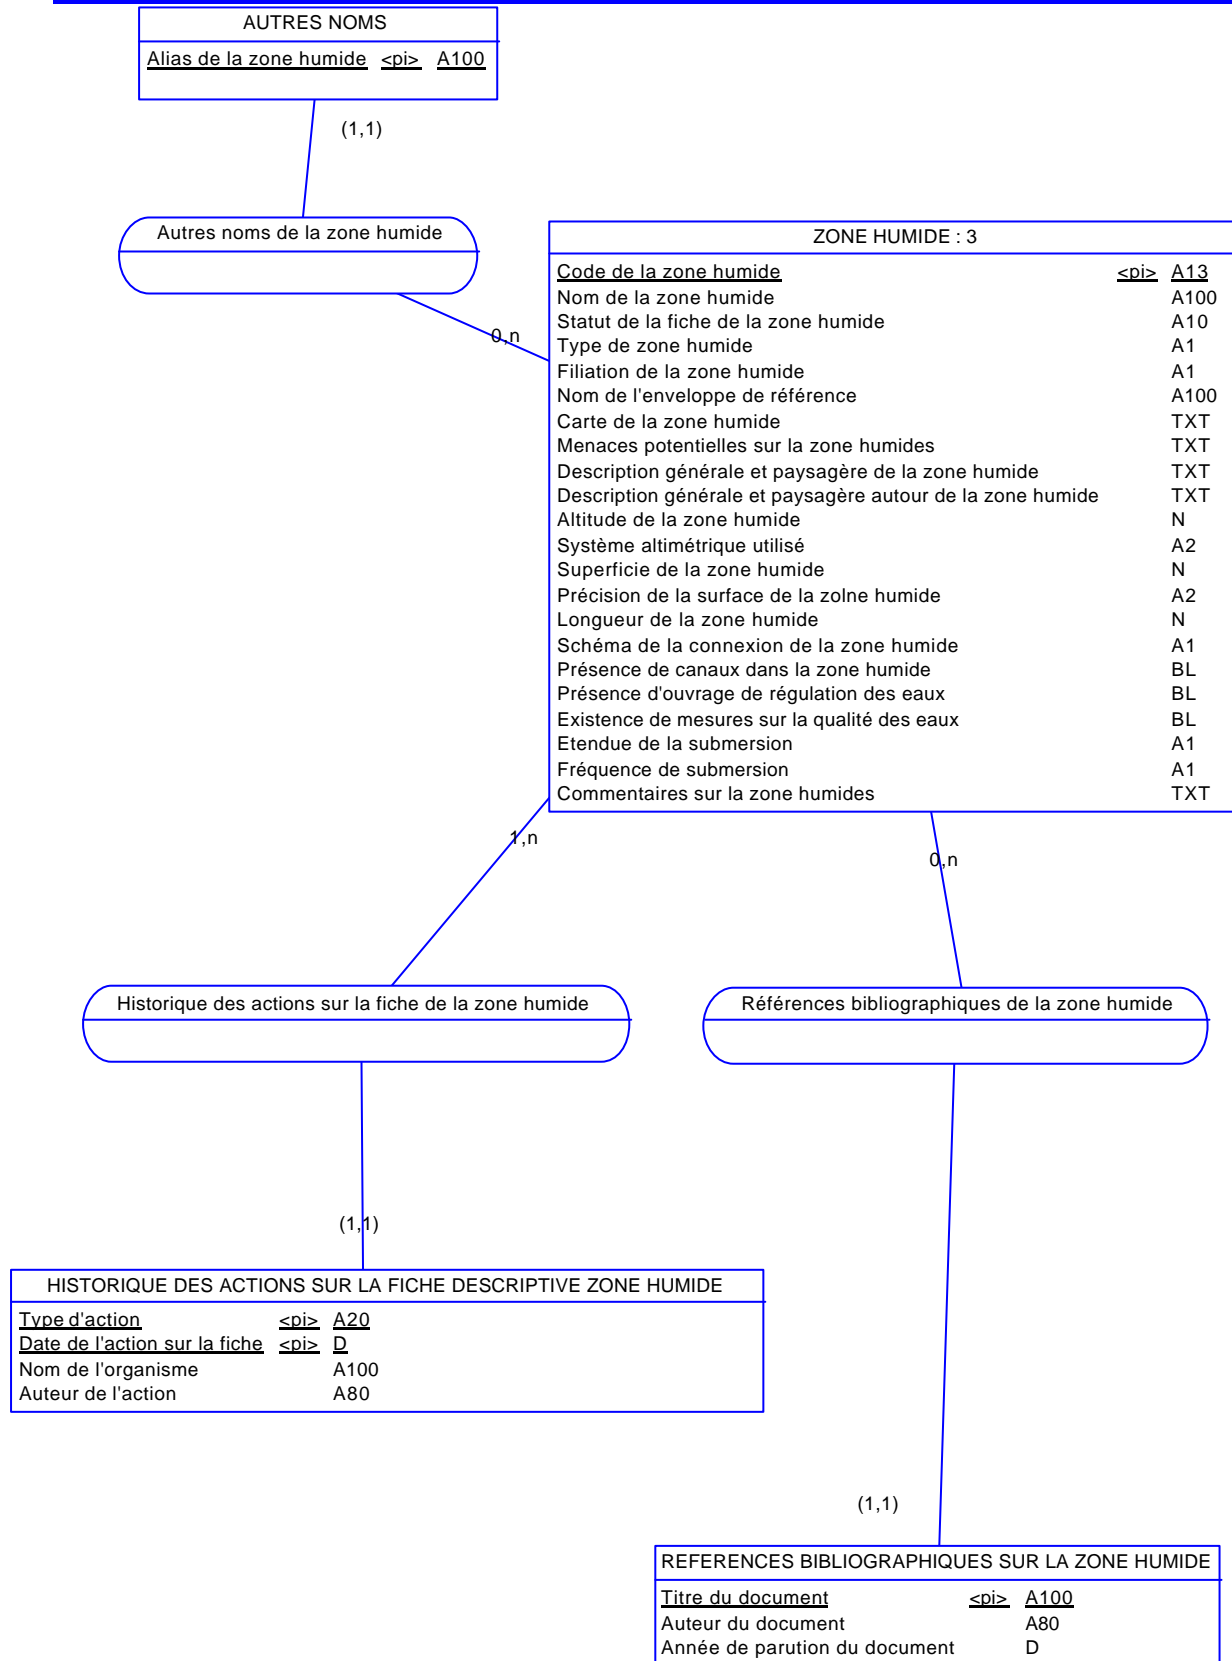 AUTRES NOMS
Alias de la zone humide <pi> A100
(1,1)
Autres noms de la zone humide
0,n
ZONE HUMIDE : 3
Code de la zone humide <pi> A13
Nom de la zone humide A100
Statut de la fiche de la zone humide A10
Type de zone humide A1
Filiation de la zone humide A1
Nom de l'enveloppe de référence A100
Carte de la zone humide TXT
Menaces potentielles sur la zone humides TXT
Description générale et paysagère de la zone humide TXT
Description générale et paysagère autour de la zone humide TXT
Altitude de la zone humide N
Système altimétrique utilisé A2
Superficie de la zone humide N
Précision de la surface de la zolne humide A2
Longueur de la zone humide N
Schéma de la connexion de la zone humide A1
Présence de canaux dans la zone humide BL
Présence d'ouvrage de régulation des eaux BL
Existence de mesures sur la qualité des eaux BL
Etendue de la submersion A1
Fréquence de submersion A1
Commentaires sur la zone humides TXT
1,n
0,n
Historique des actions sur la fiche de la zone humide
Références bibliographiques de la zone humide
(1,1)
HISTORIQUE DES ACTIONS SUR LA FICHE DESCRIPTIVE ZONE HUMIDE
Type d'action <pi> A20
Date de l'action sur la fiche <pi> D
Nom de l'organisme A100
Auteur de l'action A80
(1,1)
REFERENCES BIBLIOGRAPHIQUES SUR LA ZONE HUMIDE
Titre du document <pi> A100
Auteur du document A80
Année de parution du document D